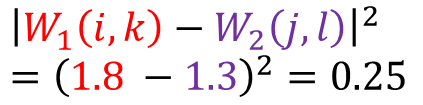 |W₁(i,k) − W₂(j,l)|²
= (1.8 − 1.3)² = 0.25